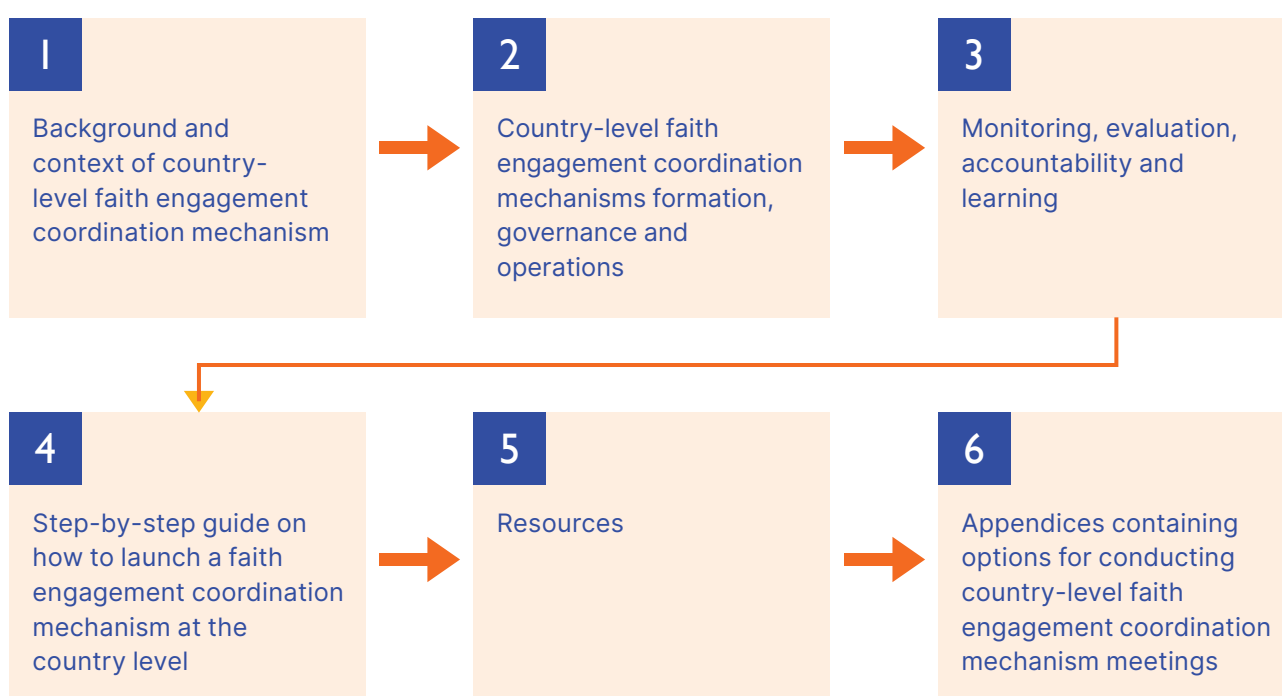 1
Background and
context of country-
level faith engagement
coordination mechanism
2
Country-level faith
engagement coordination
mechanisms formation,
governance and
operations
3
Monitoring, evaluation,
accountability and
learning
4
Step-by-step guide on
how to launch a faith
engagement coordination
mechanism at the
country level
5
Resources
6
Appendices containing
options for conducting
country-level faith
engagement coordination
mechanism meetings